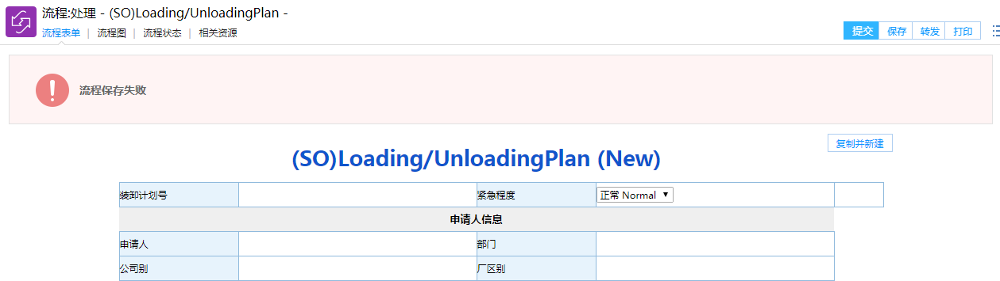 流程:处理 - (SO)Loading/UnloadingPlan -
流程表单 | 流程图 | 流程状态 | 相关资源
提交 保存 转发 打印
流程保存失败
复制并新建
(SO)Loading/UnloadingPlan (New)
装卸计划号 紧急程度 正常 Normal
申请人信息
申请人 部门
公司别 厂区别